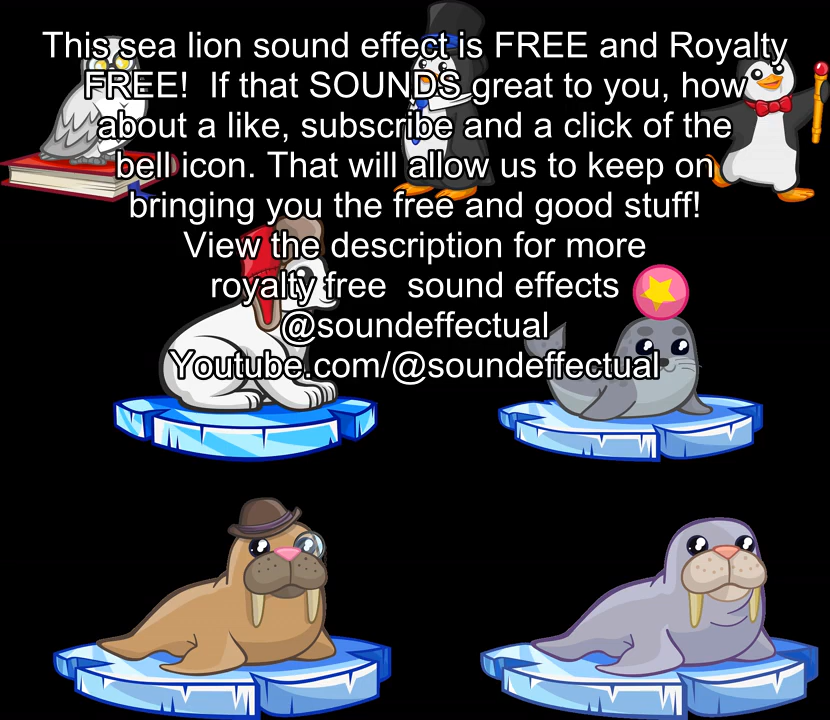 This sea lion sound effect is FREE and Royalty
FREE!  If that SOUNDS great to you, how
about a like, subscribe and a click of the
bell icon. That will allow us to keep on
bringing you the free and good stuff!
View the description for more
royalty free  sound effects
@soundeffectual
Youtube.com/@soundeffectual